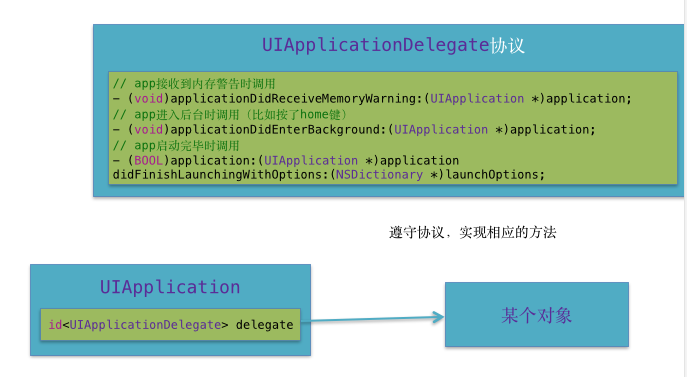 UIApplicationDelegate协议
// app接收到内存警告时调用
- (void)applicationDidReceiveMemoryWarning:(UIApplication *)application;
// app进入后台时调用（比如按了home键）
- (void)applicationDidEnterBackground:(UIApplication *)application;
// app启动完毕时调用
- (BOOL)application:(UIApplication *)application
didFinishLaunchingWithOptions:(NSDictionary *)launchOptions;
遵守协议，实现相应的方法
UIApplication
id<UIApplicationDelegate> delegate
某个对象